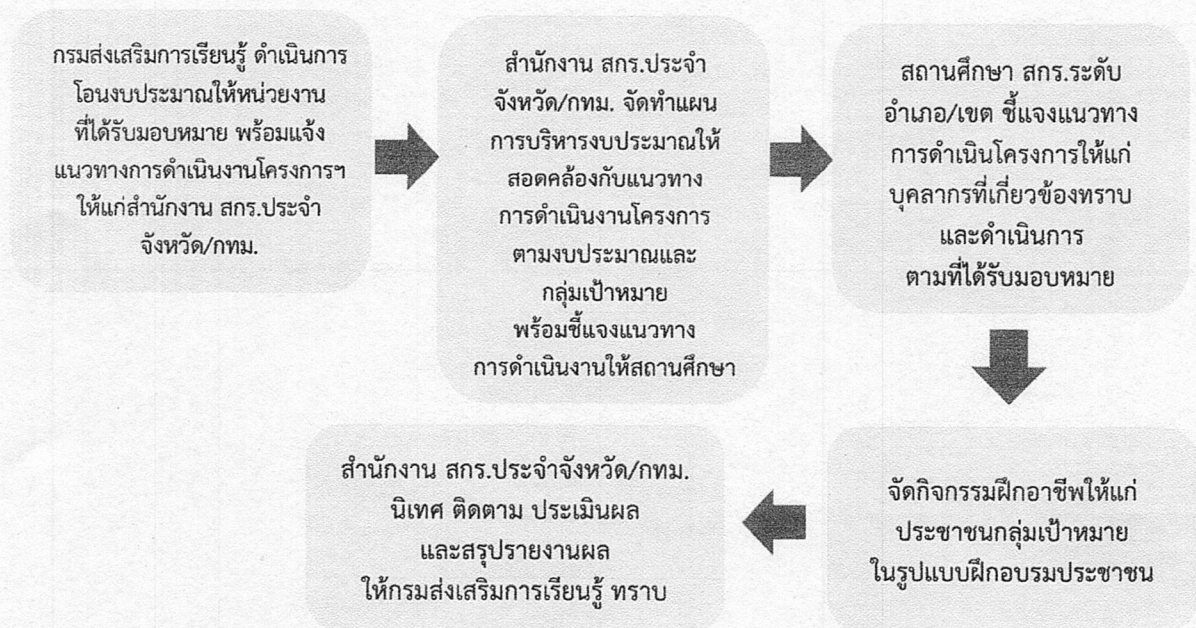 กรมส่งเสริมการเรียนรู้ ดำเนินการ
โอนงบประมาณให้หน่วยงาน
ที่ได้รับมอบหมาย พร้อมแจ้ง
แนวทางการดำเนินงานโครงการฯ
ให้แก่สำนักงาน สกร.ประจำ
จังหวัด/กทม.
สำนักงาน สกร.ประจำ
จังหวัด/กทม. จัดทำแผน
การบริหารงบประมาณให้
สอดคล้องกับแนวทาง
การดำเนินงานโครงการ
ตามงบประมาณและ
กลุ่มเป้าหมาย
พร้อมชี้แจงแนวทาง
การดำเนินงานให้สถานศึกษา
สถานศึกษา สกร.ระดับ
อำเภอ/เขต ชี้แจงแนวทาง
การดำเนินโครงการให้แก่
บุคลากรที่เกี่ยวข้องทราบ
และดำเนินการ
ตามที่ได้รับมอบหมาย
จัดกิจกรรมฝึกอาชีพให้แก่
ประชาชนกลุ่มเป้าหมาย
ในรูปแบบฝึกอบรมประชาชน
สำนักงาน สกร.ประจำจังหวัด/กทม.
นิเทศ ติดตาม ประเมินผล
และสรุปรายงานผล
ให้กรมส่งเสริมการเรียนรู้ ทราบ